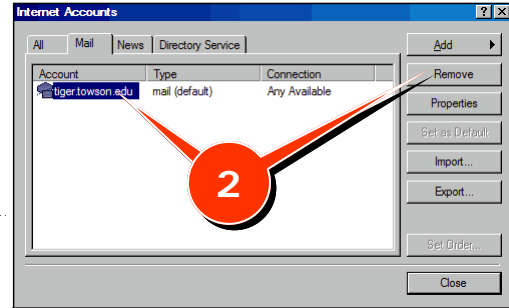 Internet Accounts
All Mail News Directory Service Add
Account Type Connection Remove
tiger.towson.edu mail (default) Any Available
Properties
Set as Default
Import...
2
Export...
Set Order...
Close